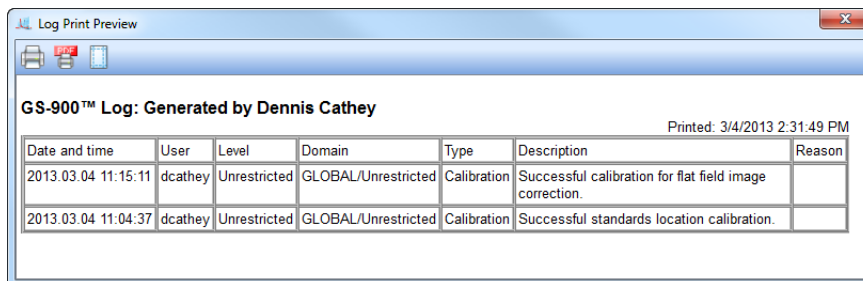 Log Print Preview
x
PDF
GS-900™ Log: Generated by Dennis Cathey
Printed: 3/4/2013 2:31:49 PM
Date and time User Level Domain Type Description Reason
2013.03.04 11:15:11 dcathey Unrestricted GLOBAL/Unrestricted Calibration Successful calibration for flat field image
correction.
2013.03.04 11:04:37 dcathey Unrestricted GLOBAL/Unrestricted Calibration Successful standards location calibration.